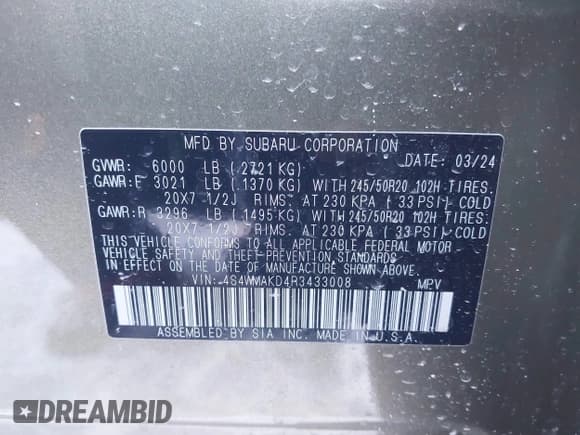 MFD BY SUBARU CORPORATION
DATE: 03/24
GVWR: 6000 LB ( 2721 KG)
GAWR:F 3021 LB ( 1370 KG) WITH 245/50R20 102H TIRES.
20X7 1/2J RIMS. AT 230 KPA ( 33 PSI) COLD
GAWR:R 3296 LB ( 1495 KG) WITH 245/50R20 102H TIRES.
20X7 1/2J RIMS. AT 230 KPA ( 33 PSI) COLD
THIS VEHICLE CONFORMS TO ALL APPLICABLE FEDERAL MOTOR
VEHICLE SAFETY AND THEFT-PREVENTION STANDARDS
IN EFFECT ON THE DATE OF MANUFACTURE SHOWN ABOVE.
VIN: 4S4WMAKD4R3433008 MPV
ASSEMBLED BY SIA INC. MADE IN U.S.A.
DREAMBID